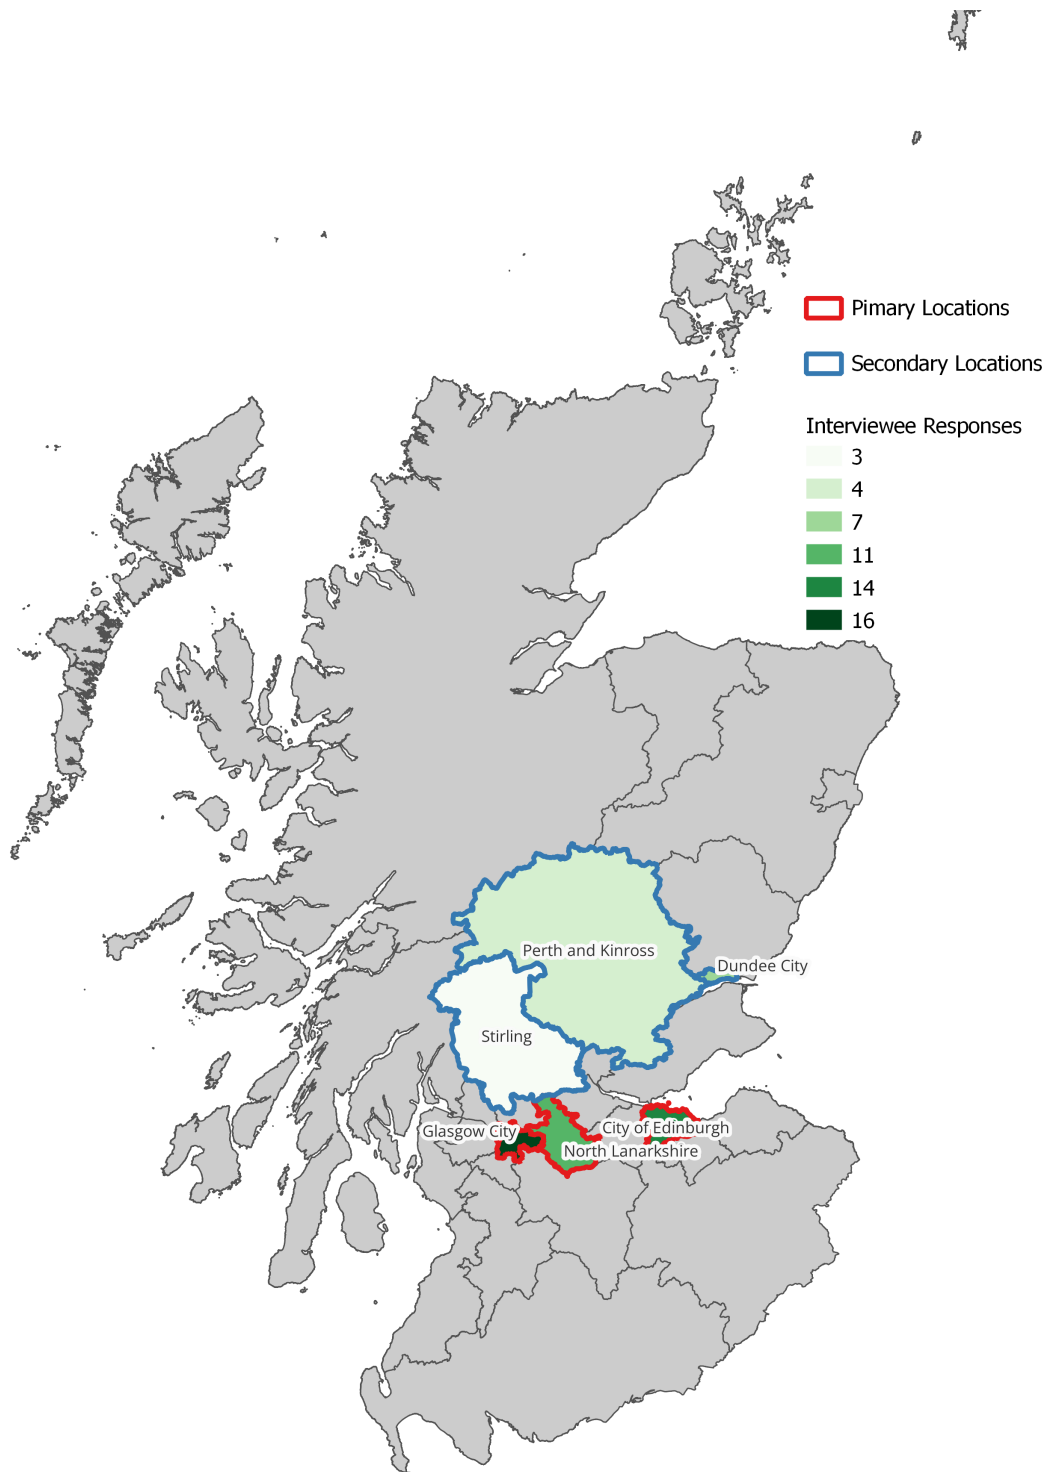 Pimary Locations
Secondary Locations
Interviewee Responses
3
4
7
11
14
16
Perth and Kinross
Dundee City
Stirling
Glasgow City
City of Edinburgh
North Lanarkshire